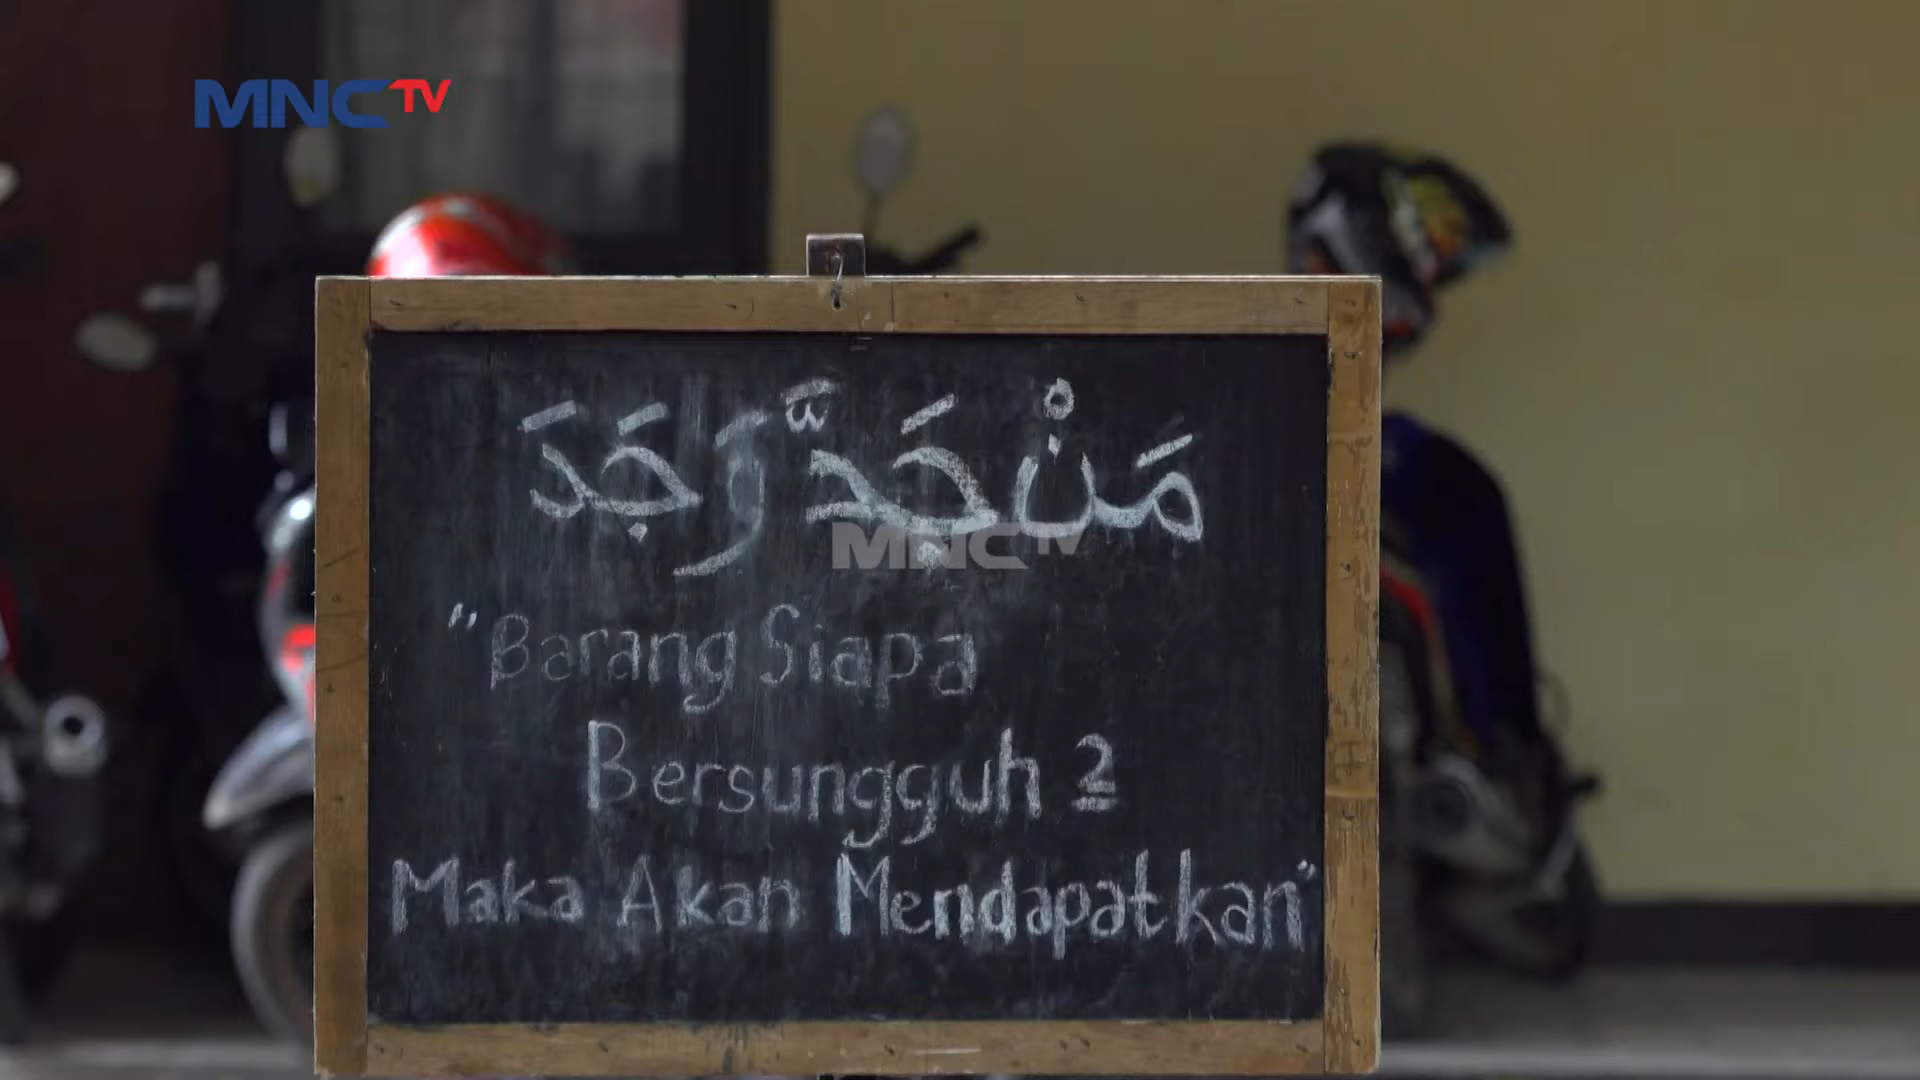 MNCTV
مَنْ جَدَّ وَجَدَ
MNCTV
"Barang Siapa
Bersungguh 2
Maka Akan Mendapatkan"